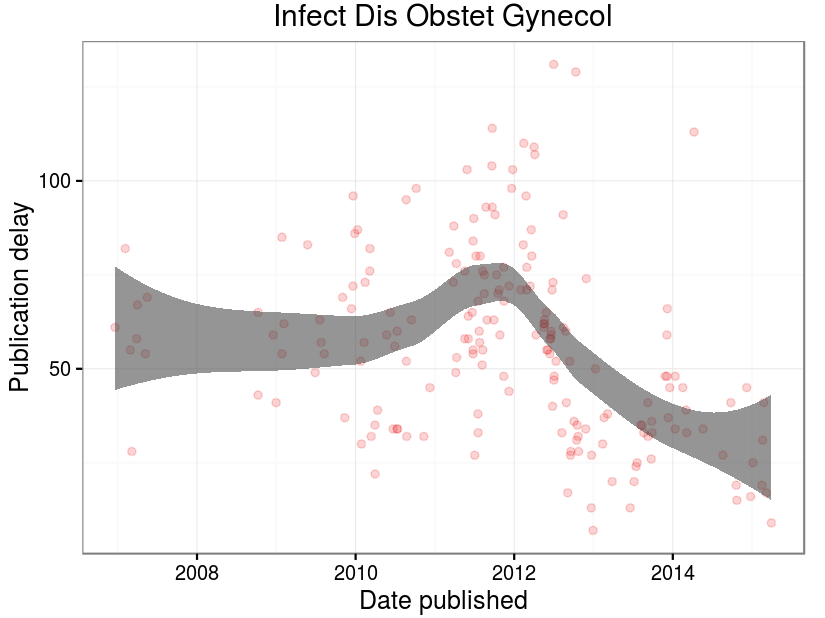 Infect Dis Obstet Gynecol
Publication delay
100
50
2008 2010 2012 2014
Date published